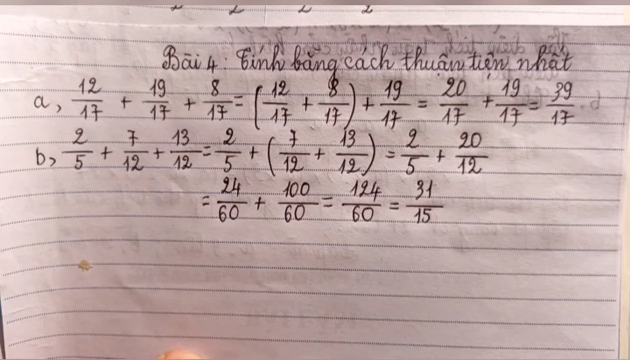 Bài 4: Tính bằng cách thuận tiện nhất
a, 12/17 + 19/17 + 8/17 = (12/17 + 8/17) + 19/17 = 20/17 + 19/17 = 39/17
b, 2/5 + 7/12 + 13/12 = 2/5 + (7/12 + 13/12) = 2/5 + 20/12
= 24/60 + 100/60 = 124/60 = 31/15